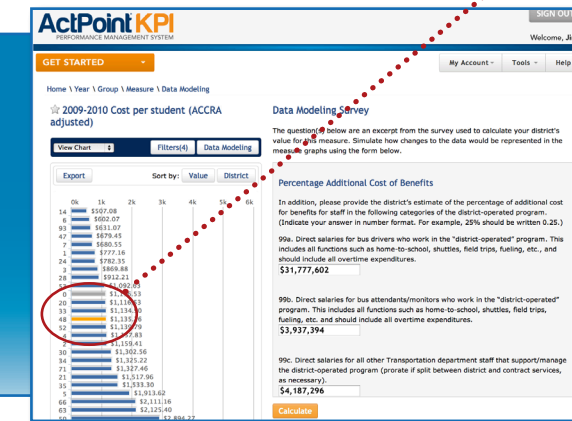 ActPoint KPI
PERFORMANCE MANAGEMENT SYSTEM
SIGN OUT
Welcome, Ji
GET STARTED
My Account
Tools
Help
Home \ Year \ Group \ Measure \ Data Modeling
2009-2010 Cost per student (ACCRA
adjusted)
View Chart
Filters(4)
Data Modeling
Export
Sort by:
Value
District
0k 1k 2k 3k 4k 5k 6k
14 $507.08
6 $602.07
93 $631.07
47 $679.45
7 $680.55
1 $777.16
24 $782.35
3 $869.88
28 $912.21
$1,092.63
0
20
33
48
52
$1,159.41
30 $1,302.56
34 $1,325.22
71 $1,327.46
21 $1,517.96
35 $1,533.30
5 $1,913.62
66 $2,111.16
63 $2,125.40
Data Modeling Survey
The question(s) below are an excerpt from the survey used to calculate your district's
value for this measure. Simulate how changes to the data would be represented in the
measure graphs using the form below.
Percentage Additional Cost of Benefits
In addition, please provide the district's estimate of the percentage of additional cost
for benefits for staff in the following categories of the district-operated program.
(Indicate your answer in number format. For example, 25% should be written 0.25.)
99a. Direct salaries for bus drivers who work in the "district-operated" program. This
includes all functions such as home-to-school, shuttles, field trips, fueling, etc., and
should include all overtime expenditures.
$31,777,602
99b. Direct salaries for bus attendants/monitors who work in the "district-operated"
program. This includes all functions such as home-to-school, shuttles, field trips,
fueling, etc. and should include all overtime expenditures.
$3,937,394
99c. Direct salaries for all other Transportation department staff that support/manage
the district-operated program (prorate if split between district and contract services,
as necessary).
$4,187,296
Calculate